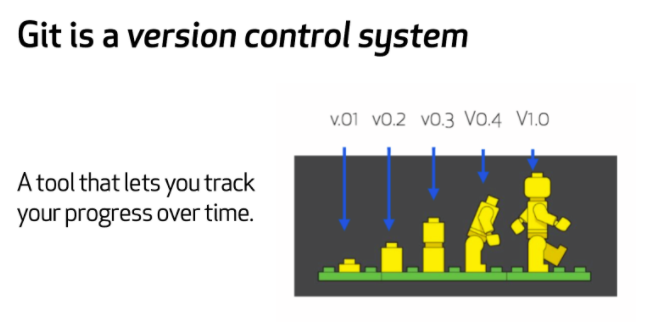 Git is a version control system
v.01 v0.2 v0.3 V0.4 V1.0
A tool that lets you track
your progress over time.